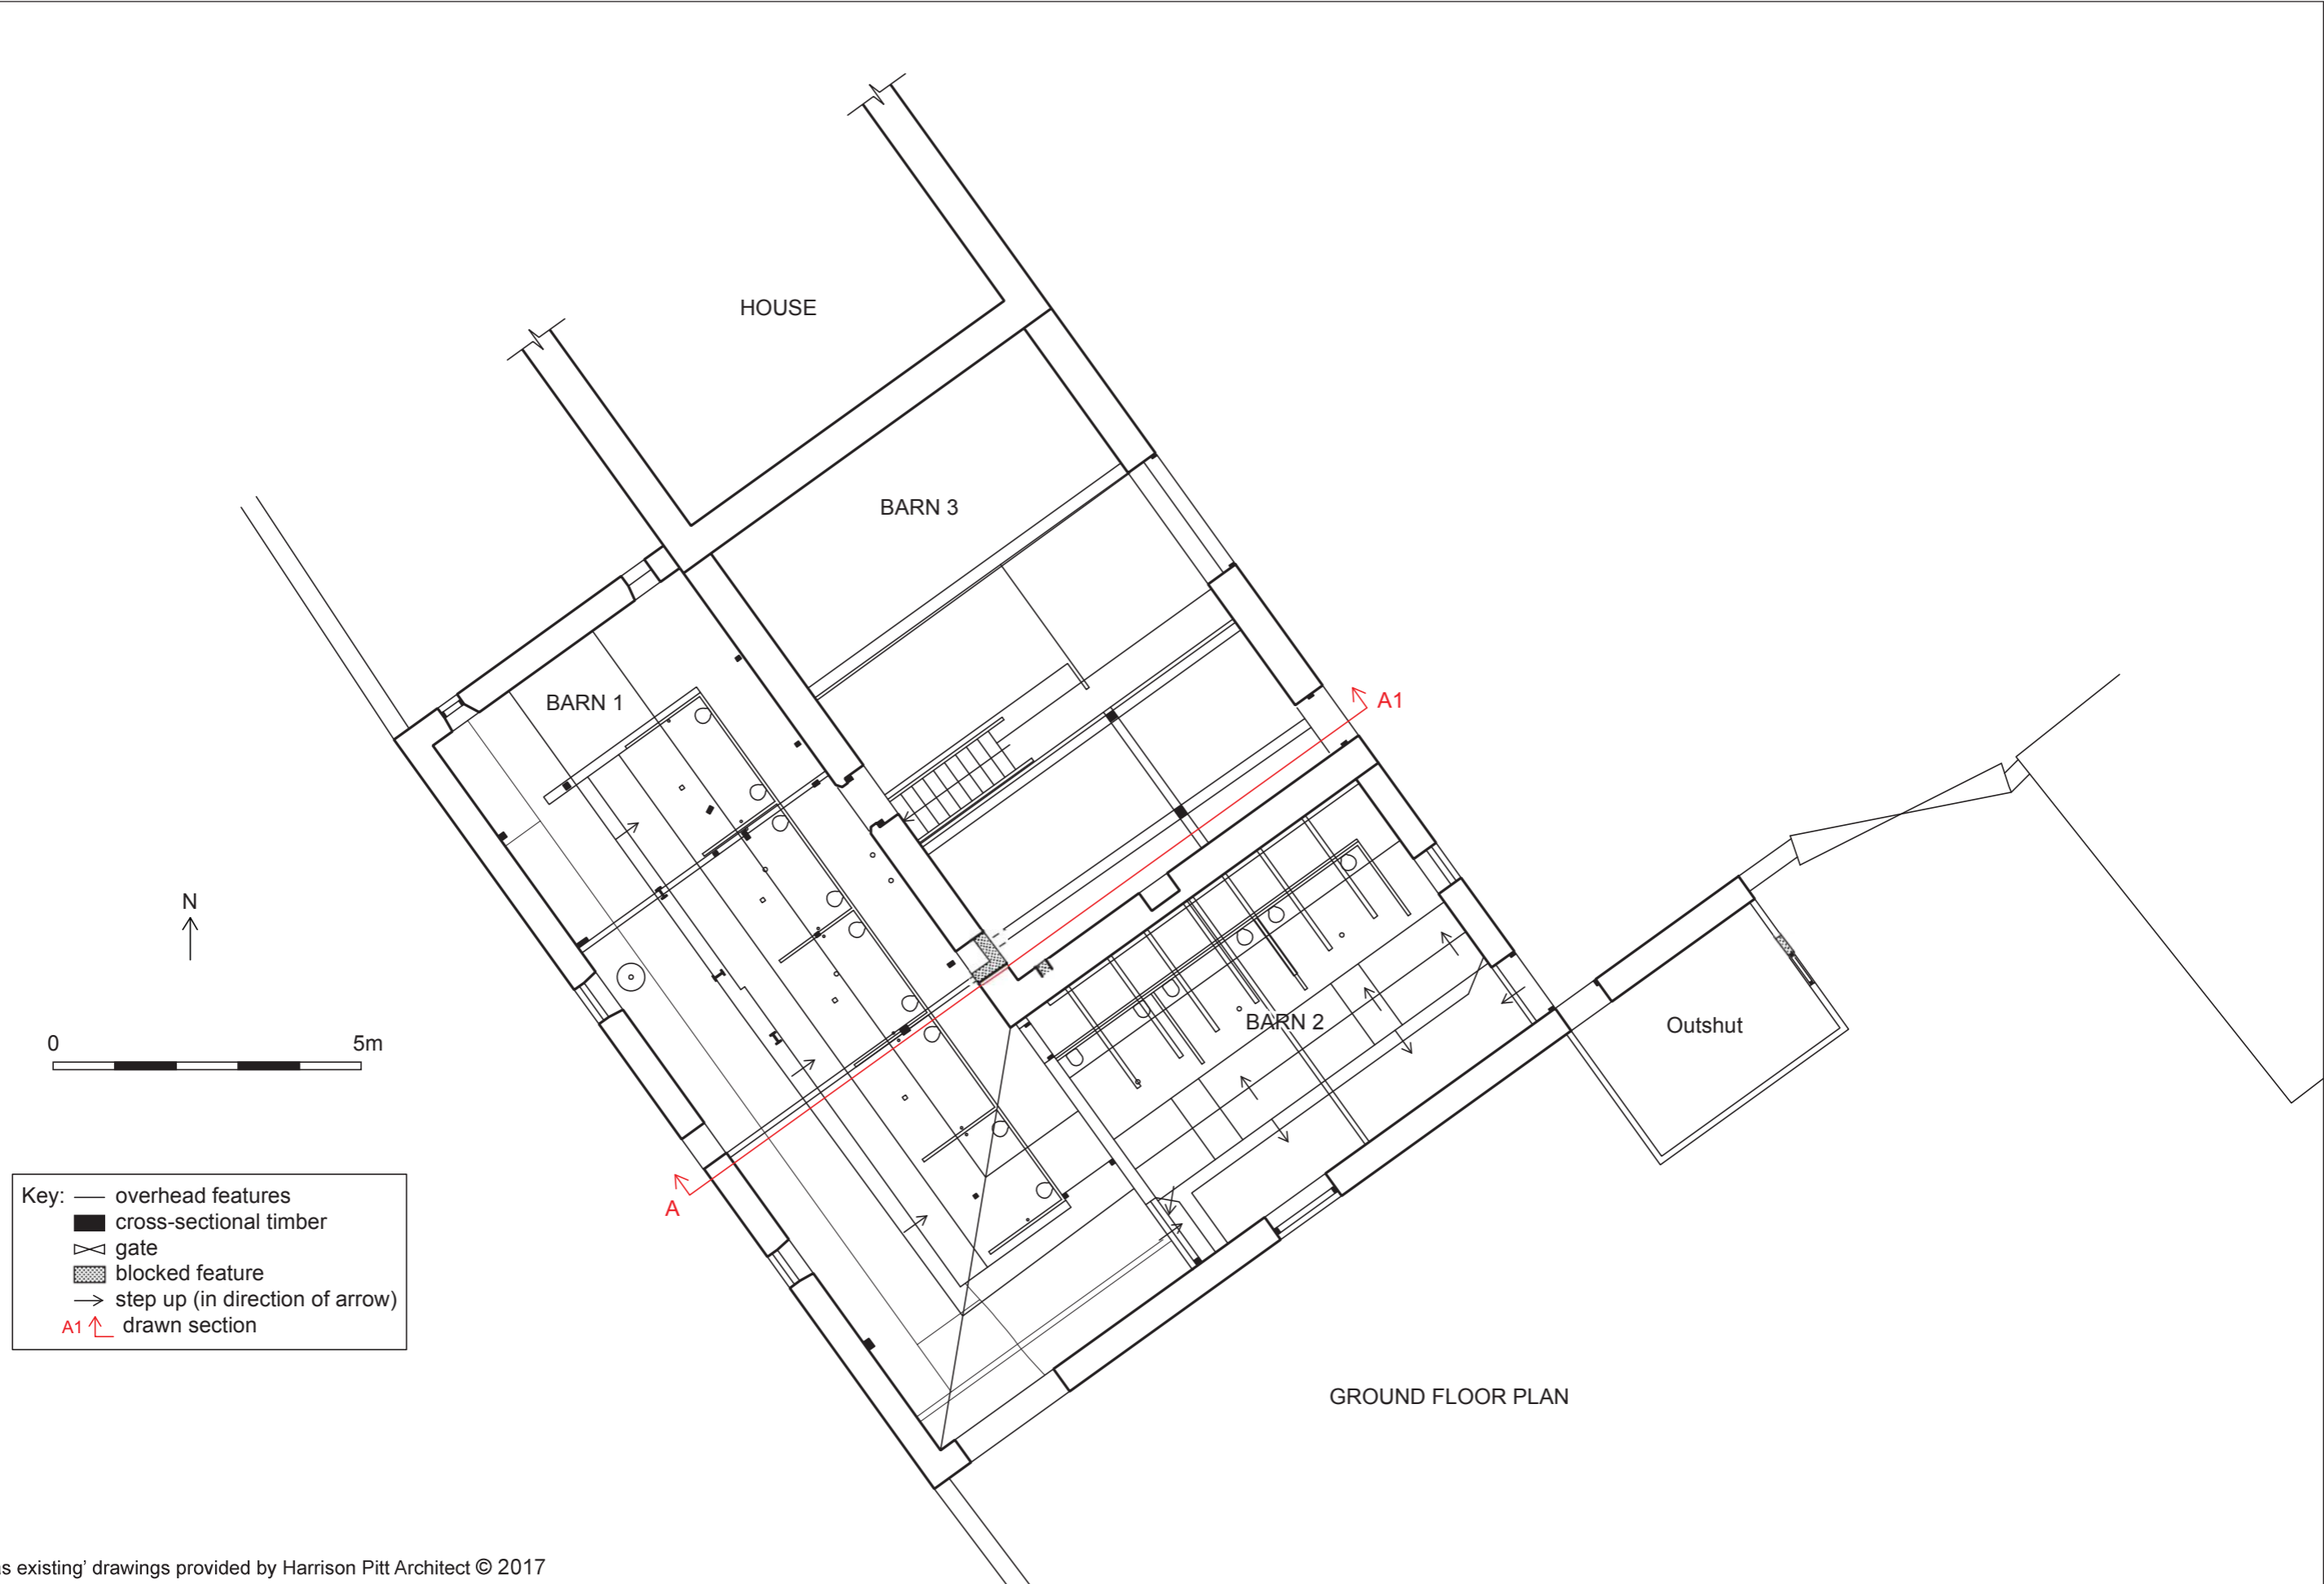 HOUSE
BARN 3
BARN 1
A1
N
0 5m
BARN 2
Outshut
A
Key: overhead features
cross-sectional timber
gate
blocked feature
step up (in direction of arrow)
A1 drawn section
GROUND FLOOR PLAN
as existing’ drawings provided by Harrison Pitt Architect © 2017